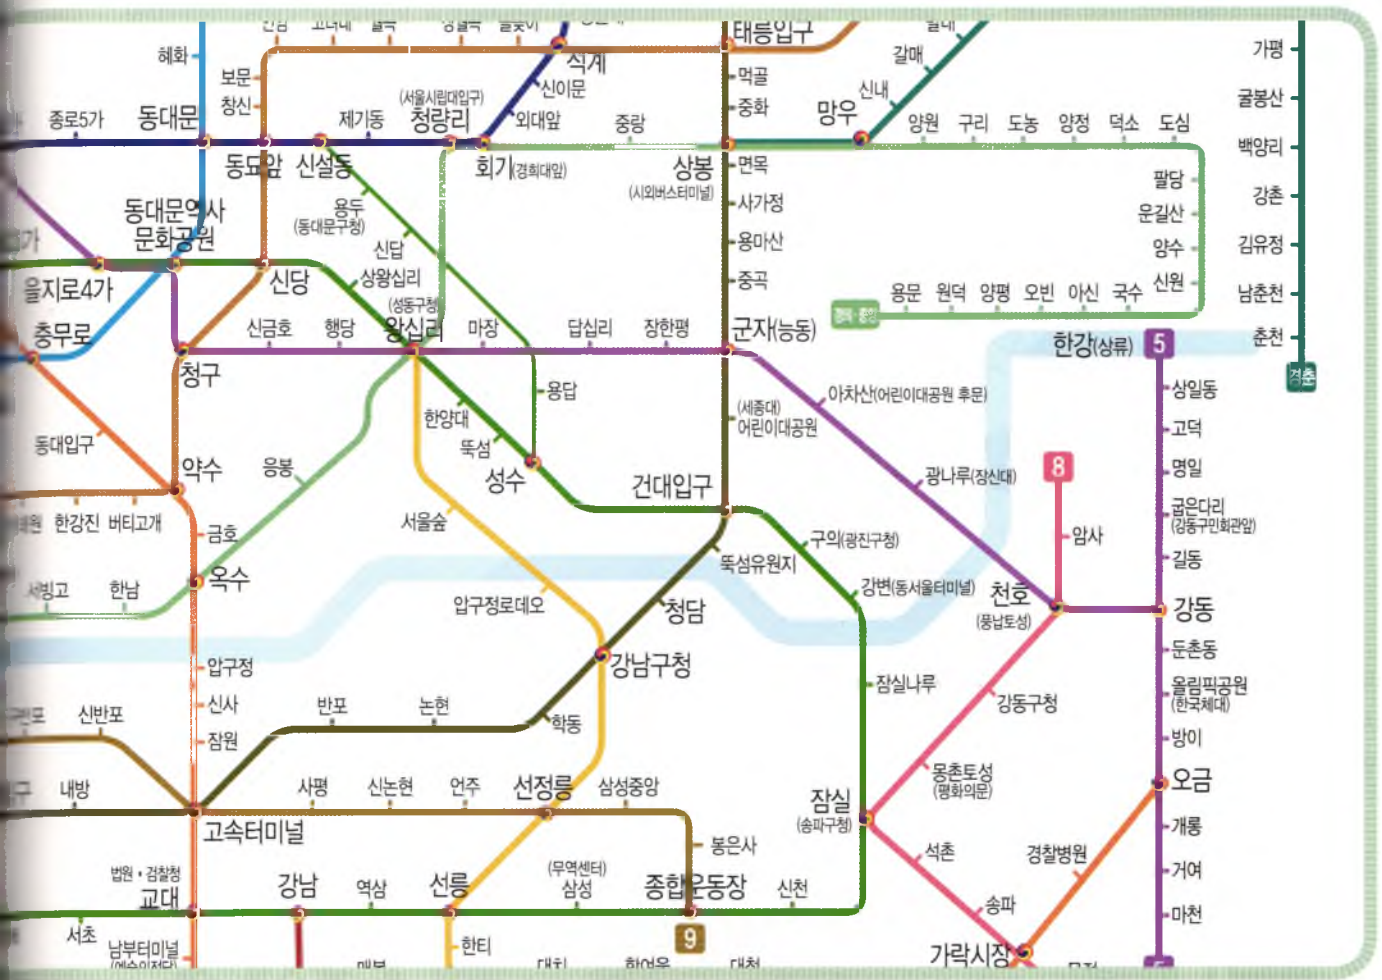 태릉입구
가평
혜화
갈매
석계
보문
먹골
신이문
신내
굴봉산
(서울시립대입구)
창신
중화
망우
종로5가
동대문
제기동
청량리
외대앞
중랑
양원
구리
도농
양정
덕소
도심
백양리
동묘앞
신설동
회기(경희대앞)
상봉
(시외버스터미널)
면목
팔당
강촌
용두
(동대문구청)
사가정
운길산
동대문역사
문화공원
신답
용마산
양수
김유정
을지로4가
신당
상왕십리
중곡
신원
(성동구청)
왕십리
용문
원덕
양평
오빈
아신
국수
남춘천
충무로
신금호
행당
마장
답십리
장한평
군자(능동)
한강(상류)
5
춘천
경춘
청구
용답
아차산(어린이대공원 후문)
상일동
한양대
(세종대)
어린이대공원
고덕
동대입구
뚝섬
약수
응봉
성수
건대입구
광나루(장신대)
8
명일
한강진
버티고개
서울숲
굽은다리
(강동구민회관앞)
금호
구의(광진구청)
암사
길동
뚝섬유원지
옥수
서빙고
한남
압구정로데오
청담
강변(동서울터미널)
천호
(풍납토성)
강동
압구정
강남구청
둔촌동
잠실나루
올림픽공원
(한국체대)
신사
강동구청
신반포
반포
논현
학동
잠원
방이
내방
사평
신논현
언주
선정릉
삼성중앙
몽촌토성
(평화의문)
오금
고속터미널
잠실
(송파구청)
개롱
봉은사
석촌
경찰병원
법원·검찰청
교대
강남
역삼
선릉
(무역센터)
삼성
종합운동장
신천
거여
송파
마천
서초
9
남부터미널
한티
가락시장